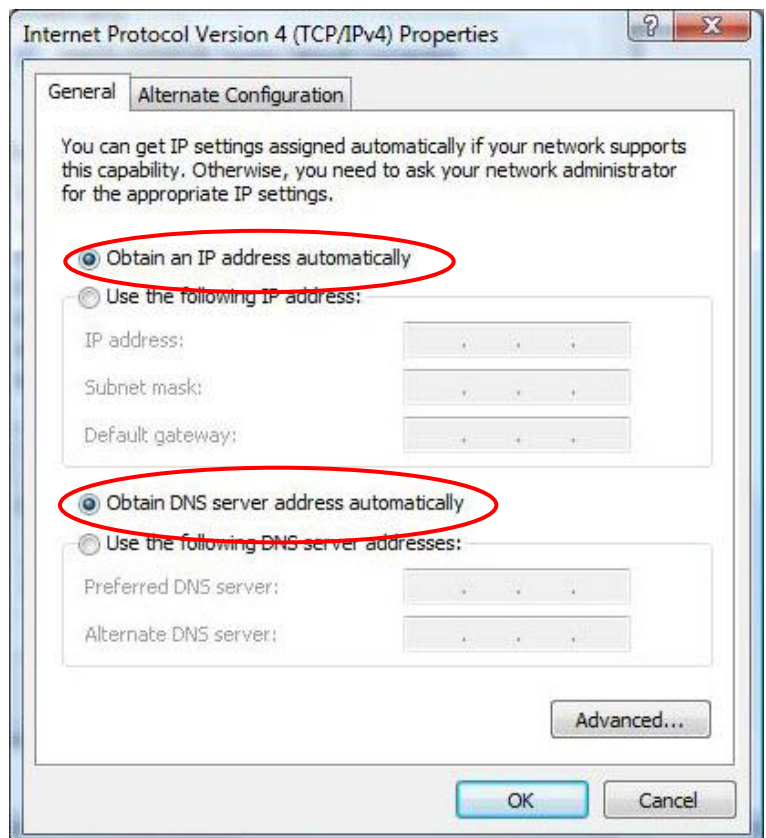 Internet Protocol Version 4 (TCP/IPv4) Properties
General
Alternate Configuration
You can get IP settings assigned automatically if your network supports
this capability. Otherwise, you need to ask your network administrator
for the appropriate IP settings.
Obtain an IP address automatically
Use the following IP address:
IP address:
Subnet mask:
Default gateway:
Obtain DNS server address automatically
Use the following DNS server addresses:
Preferred DNS server:
Alternate DNS server:
Advanced...
OK
Cancel